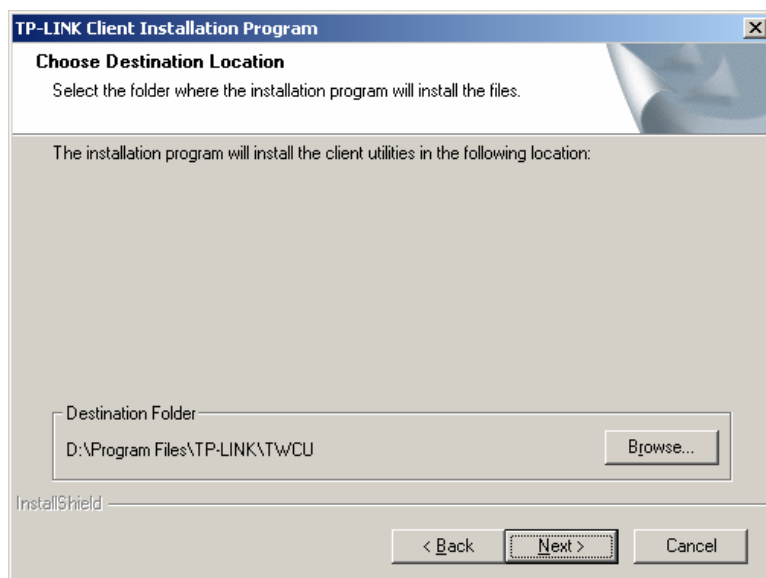 TP-LINK Client Installation Program
Choose Destination Location
Select the folder where the installation program will install the files.
The installation program will install the client utilities in the following location:
Destination Folder
D:\Program Files\TP-LINK\TWCU
Browse...
InstallShield
< Back
Next >
Cancel